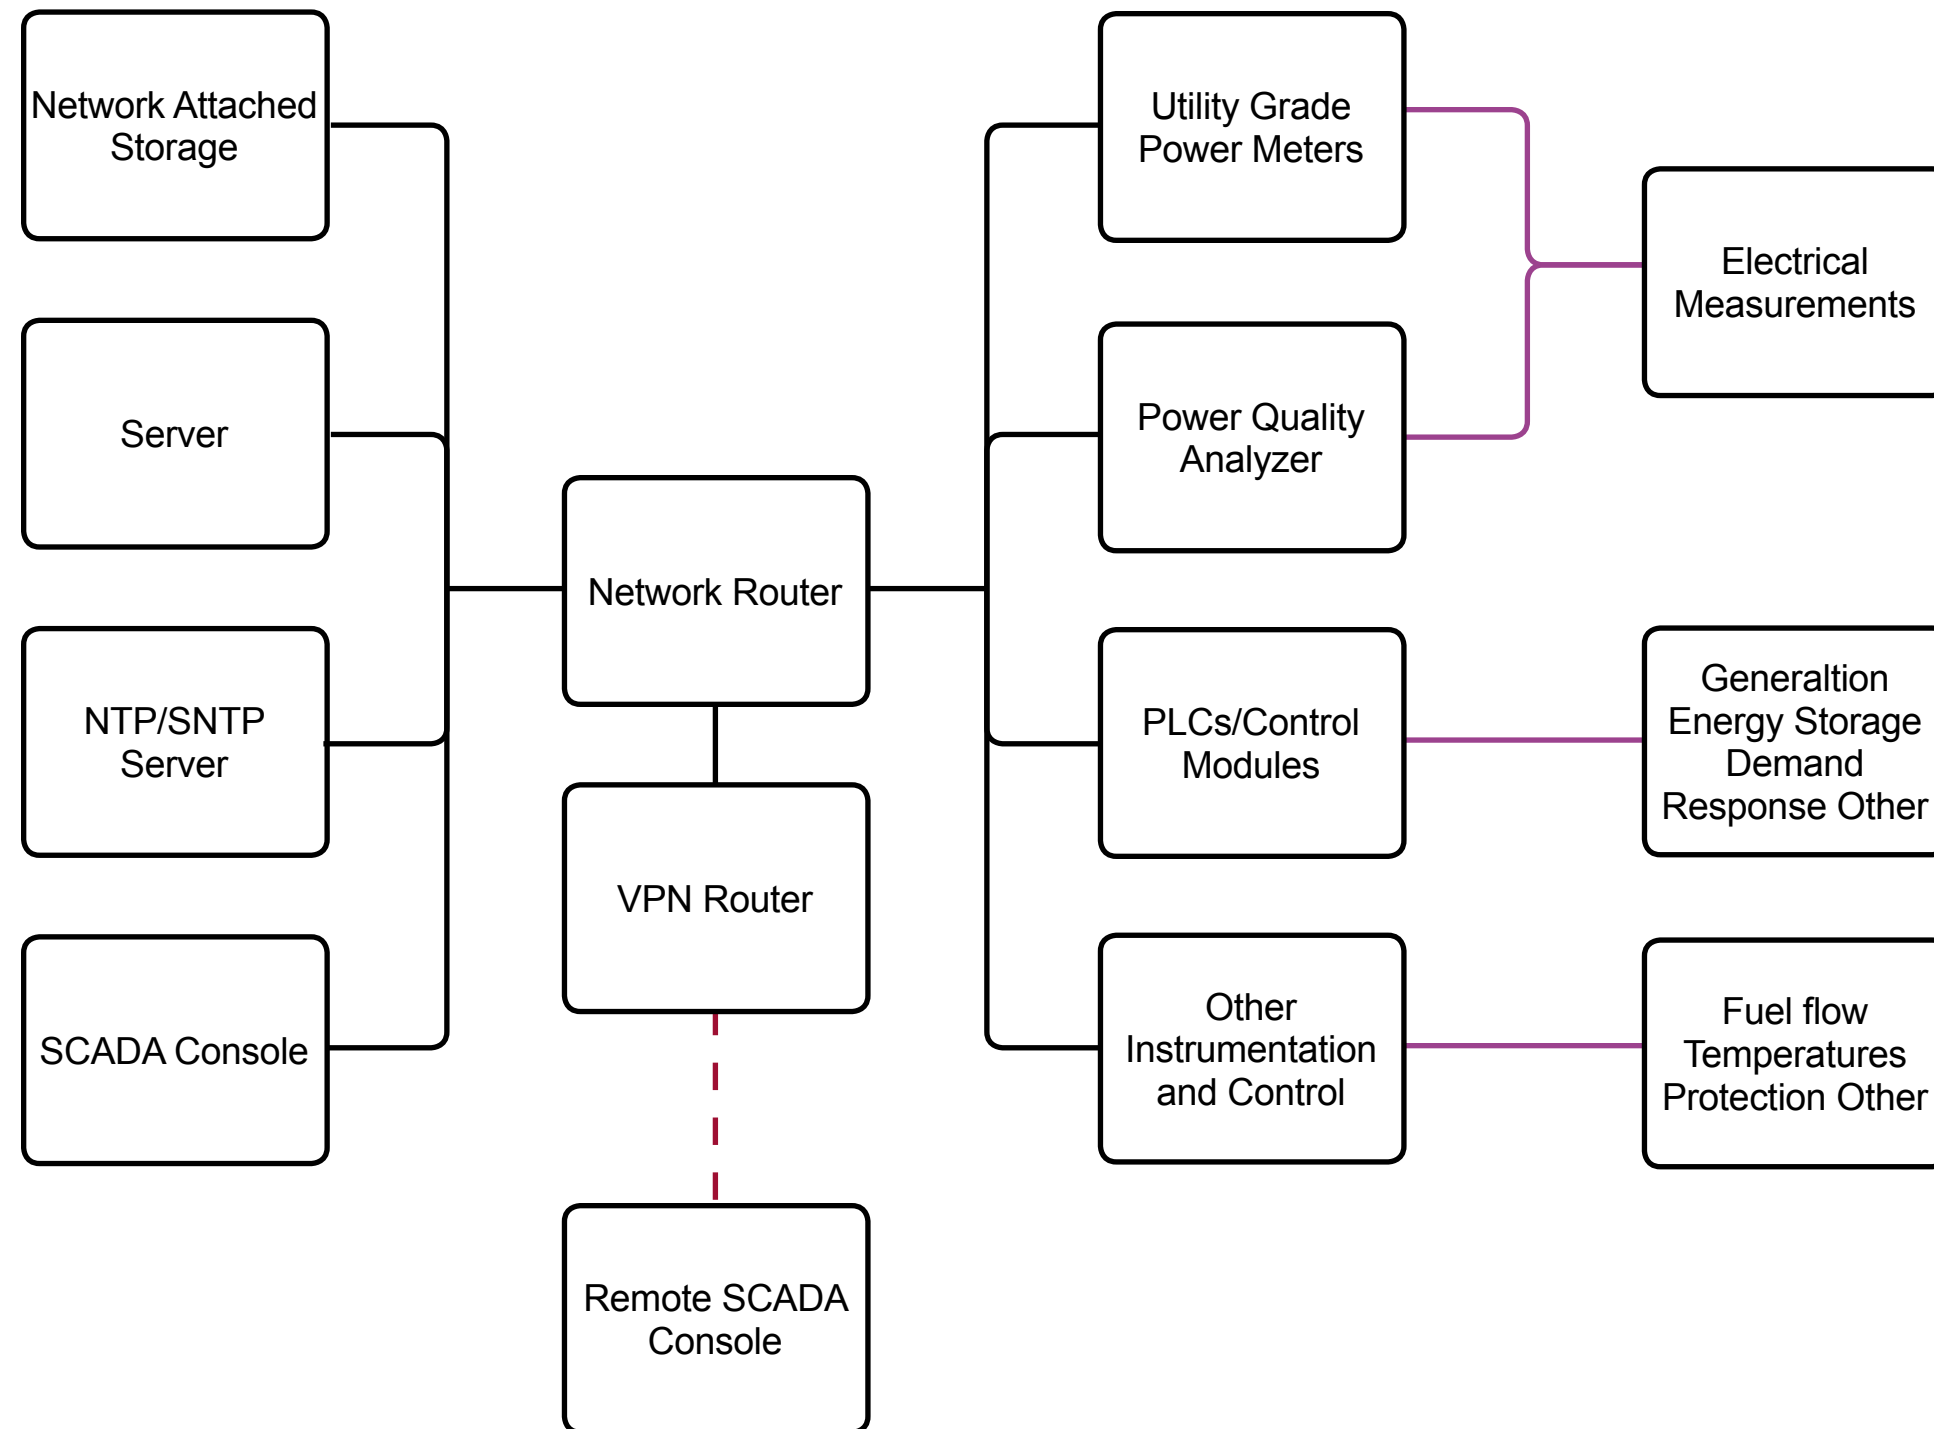 Network Attached
Storage
Server
NTP/SNTP
Server
SCADA Console
Network Router
VPN Router
Remote SCADA
Console
Utility Grade
Power Meters
Power Quality
Analyzer
PLCs/Control
Modules
Other
Instrumentation
and Control
Electrical
Measurements
Generaltion
Energy Storage
Demand
Response Other
Fuel flow
Temperatures
Protection Other